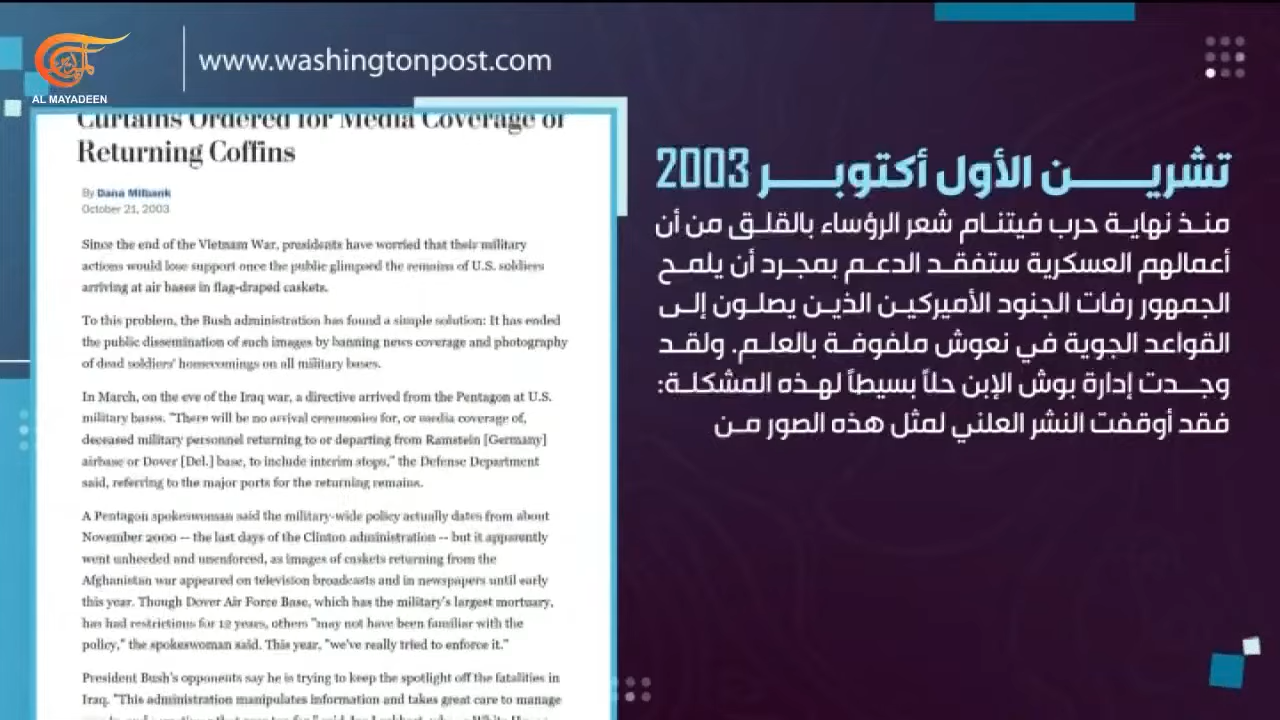 AL MAYADEEN
www.washingtonpost.com
Curtains Ordered for Media Coverage of
Returning Coffins
By Dana Milbank
October 21, 2003
Since the end of the Vietnam War, presidents have worried that their military
actions would lose support once the public glimpsed the remains of U.S. soldiers
arriving at air bases in flag-draped caskets.
To this problem, the Bush administration has found a simple solution: It has ended
the public dissemination of such images by banning news coverage and photography
of dead soldiers' homecomings on all military bases.
In March, on the eve of the Iraq war, a directive arrived from the Pentagon at U.S.
military bases. "There will be no arrival ceremonies for, or media coverage of,
deceased military personnel returning to or departing from Ramstein [Germany]
airbase or Dover [Del.] base, to include interim stops," the Defense Department
said, referring to the major ports for the returning remains.
A Pentagon spokeswoman said the military-wide policy actually dates from about
November 2000 -- the last days of the Clinton administration -- but it apparently
went unheeded and unenforced, as images of caskets returning from the
Afghanistan war appeared on television broadcasts and in newspapers until early
this year. Though Dover Air Force Base, which has the military's largest mortuary,
has had restrictions for 12 years, others "may not have been familiar with the
policy," the spokeswoman said. This year, "we've really tried to enforce it."
President Bush's opponents say he is trying to keep the spotlight off the fatalities in
Iraq. "This administration manipulates information and takes great care to manage
تشريـــن الأول أكتوبـــر 2003
منذ نهاية حرب فيتنام شعر الرؤساء بالقلق من أن
أعمالهم العسكرية ستفقد الدعم بمجرد أن يلمح
الجمهور رفات الجنود الأميركين الذين يصلون إلى
القواعد الجوية في نعوش ملفوفة بالعلم. ولقد
وجدت إدارة بوش الإبن حلاً بسيطاً لهذه المشكلة:
فقد أوقفت النشر العلني لمثل هذه الصور من